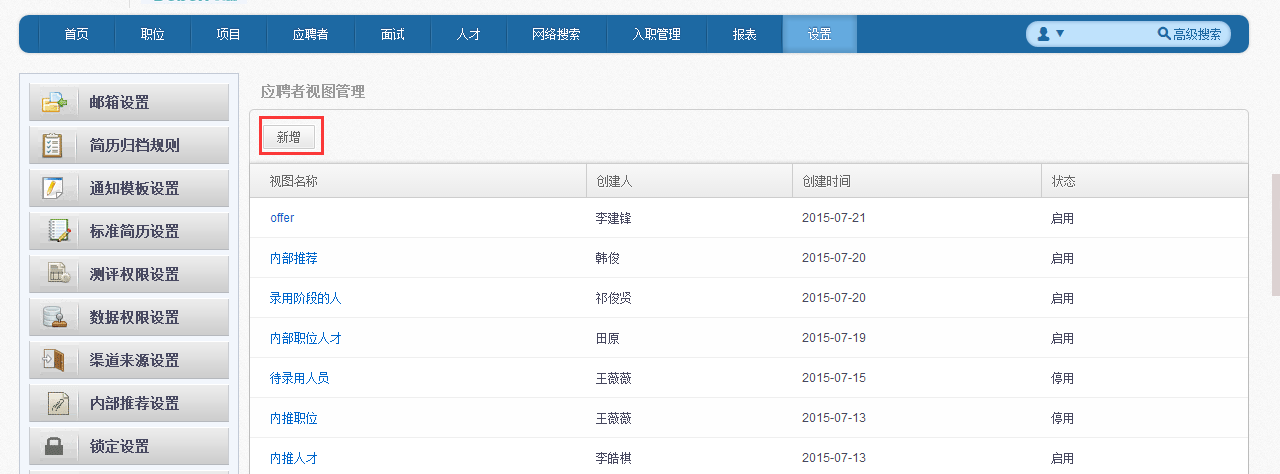 首页 职位 项目 应聘者 面试 人才 网络搜索 入职管理 报表 设置 高级搜索
邮箱设置
简历归档规则
通知模板设置
标准简历设置
测评权限设置
数据权限设置
渠道来源设置
内部推荐设置
锁定设置
应聘者视图管理
新增
视图名称 创建人 创建时间 状态
offer 李建锋 2015-07-21 启用
内部推荐 韩俊 2015-07-20 启用
录用阶段的人 祁俊贤 2015-07-20 启用
内部职位人才 田原 2015-07-19 启用
待录用人员 王薇薇 2015-07-15 停用
内推职位 王薇薇 2015-07-13 停用
内推人才 李皓棋 2015-07-13 启用